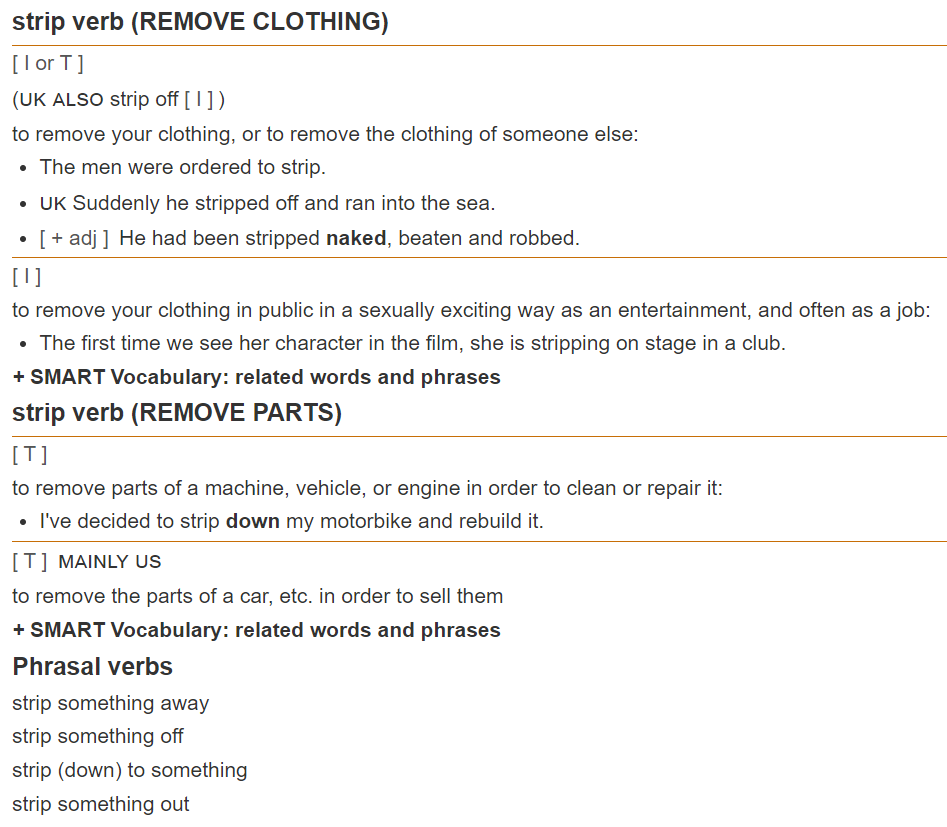 strip verb (REMOVE CLOTHING)
[ I or T ]
(UK ALSO strip off [ I ] )
to remove your clothing, or to remove the clothing of someone else:
• The men were ordered to strip.
• UK Suddenly he stripped off and ran into the sea.
• [ + adj ] He had been stripped naked, beaten and robbed.
[ I ]
to remove your clothing in public in a sexually exciting way as an entertainment, and often as a job:
• The first time we see her character in the film, she is stripping on stage in a club.
+ SMART Vocabulary: related words and phrases
strip verb (REMOVE PARTS)
[ T ]
to remove parts of a machine, vehicle, or engine in order to clean or repair it:
• I've decided to strip down my motorbike and rebuild it.
[ T ] MAINLY US
to remove the parts of a car, etc. in order to sell them
+ SMART Vocabulary: related words and phrases
Phrasal verbs
strip something away
strip something off
strip (down) to something
strip something out